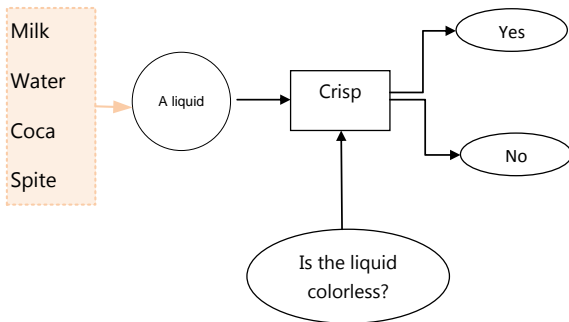 Milk
Water
Coca
Spite
A liquid
Crisp
Yes
No
Is the liquid
colorless?